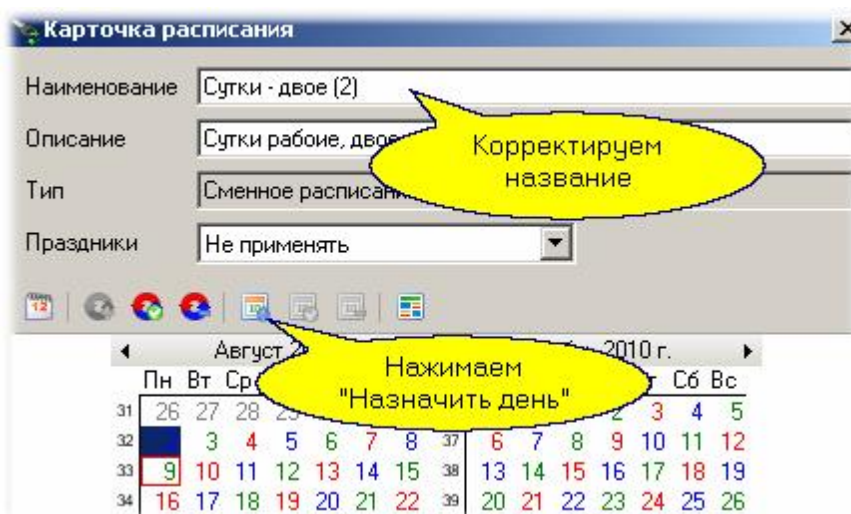 Карточка расписания
Наименование Сутки - двое (2)
Описание Сутки рабоие, двое
Корректируем
название
Тип Сменное расписани
Праздники Не применять
12
Август 2010 г.
Нажимаем
"Назначить день"
Пн Вт Ср Сб Вс
31 26 27 28 2 3 4 5
32 3 4 5 6 7 8 37 6 7 8 9 10 11 12
33 9 10 11 12 13 14 15 38 13 14 15 16 17 18 19
34 16 17 18 19 20 21 22 39 20 21 22 23 24 25 26